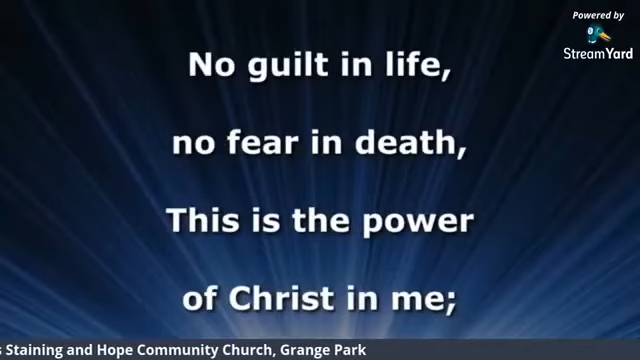 Powered by
StreamYard
No guilt in life,
no fear in death,
This is the power
of Christ in me;
Staining and Hope Community Church, Grange Park